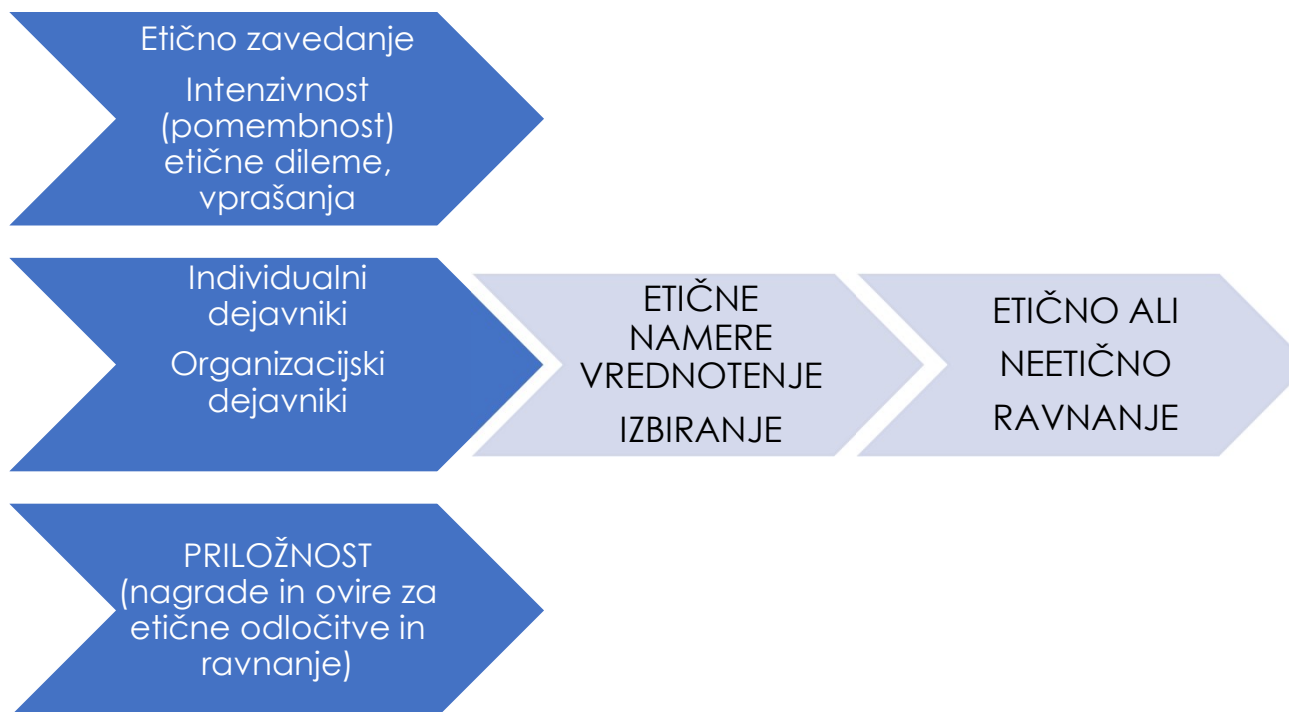 Etično zavedanje
Intenzivnost
(pomembnost)
etične dileme,
vprašanja
Individualni
dejavniki
Organizacijski
dejavniki
ETIČNE
NAMERE
VREDNOTENJE
IZBIRANJE
ETIČNO ALI
NEETIČNO
RAVNANJE
PRILOŽNOST
(nagrade in ovire za
etične odločitve in
ravnanje)